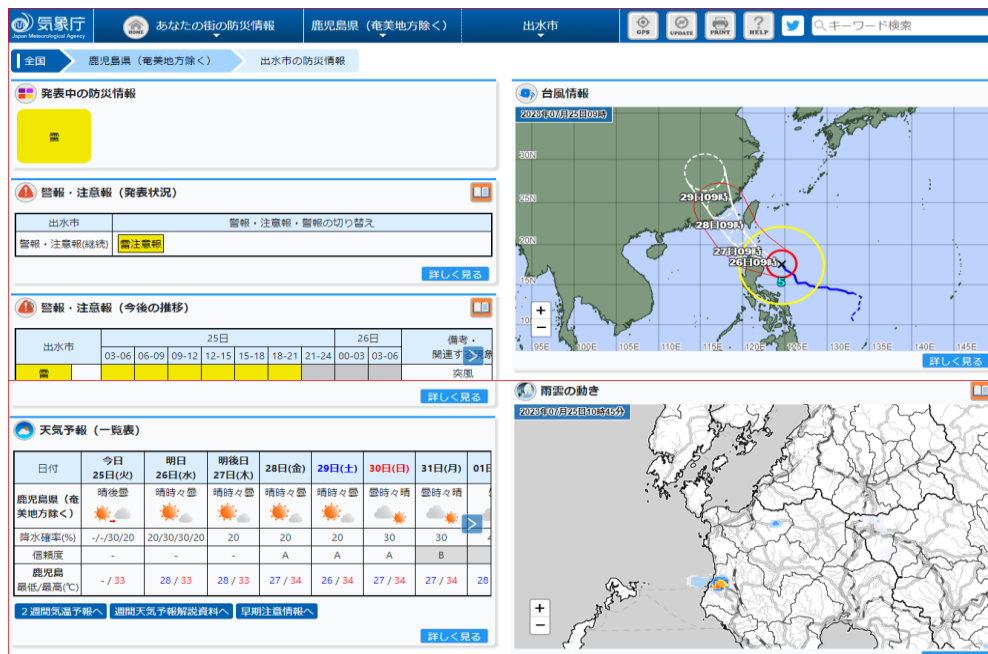 気象庁
Japan Meteorological Agency
HOME
あなたの街の防災情報
鹿児島県（奄美地方除く）
出水市
GPS
UPDATE
PRINT
HELP
キーワード検索
全国
鹿児島県（奄美地方除く）
出水市の防災情報
発表中の防災情報
雷
警報・注意報（発表状況）
出水市 警報・注意報・警報の切り替え
警報・注意報(継続) 雷注意報
詳しく見る
警報・注意報（今後の推移）
出水市 25日 26日 備考・
03-06 06-09 09-12 12-15 15-18 18-21 21-24 00-03 03-06
雷 突風
詳しく見る
天気予報（一覧表）
日付 今日 25日(火) 明日 26日(水) 明後日 27日(木) 28日(金) 29日(土) 30日(日) 31日(月)
鹿児島県（奄美地方除く） 晴後曇 晴時々曇 晴時々曇 晴時々曇 晴時々曇 曇時々晴 曇時々晴
降水確率(%) -/-/30/20 20/30/30/20 20 20 20 30 30
信頼度 - - - A A A B
鹿児島 最低/最高(℃) - / 33 28 / 33 28 / 33 27 / 34 26 / 34 27 / 34 27 / 34 28
２週間気温予報へ
週間天気予報解説資料へ
早期注意情報へ
詳しく見る
台風情報
2023年07月25日09時
30N
25N
20N
15N
29日09時
28日09時
27日09時
26日09時
5
+
−
95E 100E 105E 110E 115E 120E 125E 130E 135E 140E 145E
詳しく見る
雨雲の動き
2023年07月25日10時45分
+
−